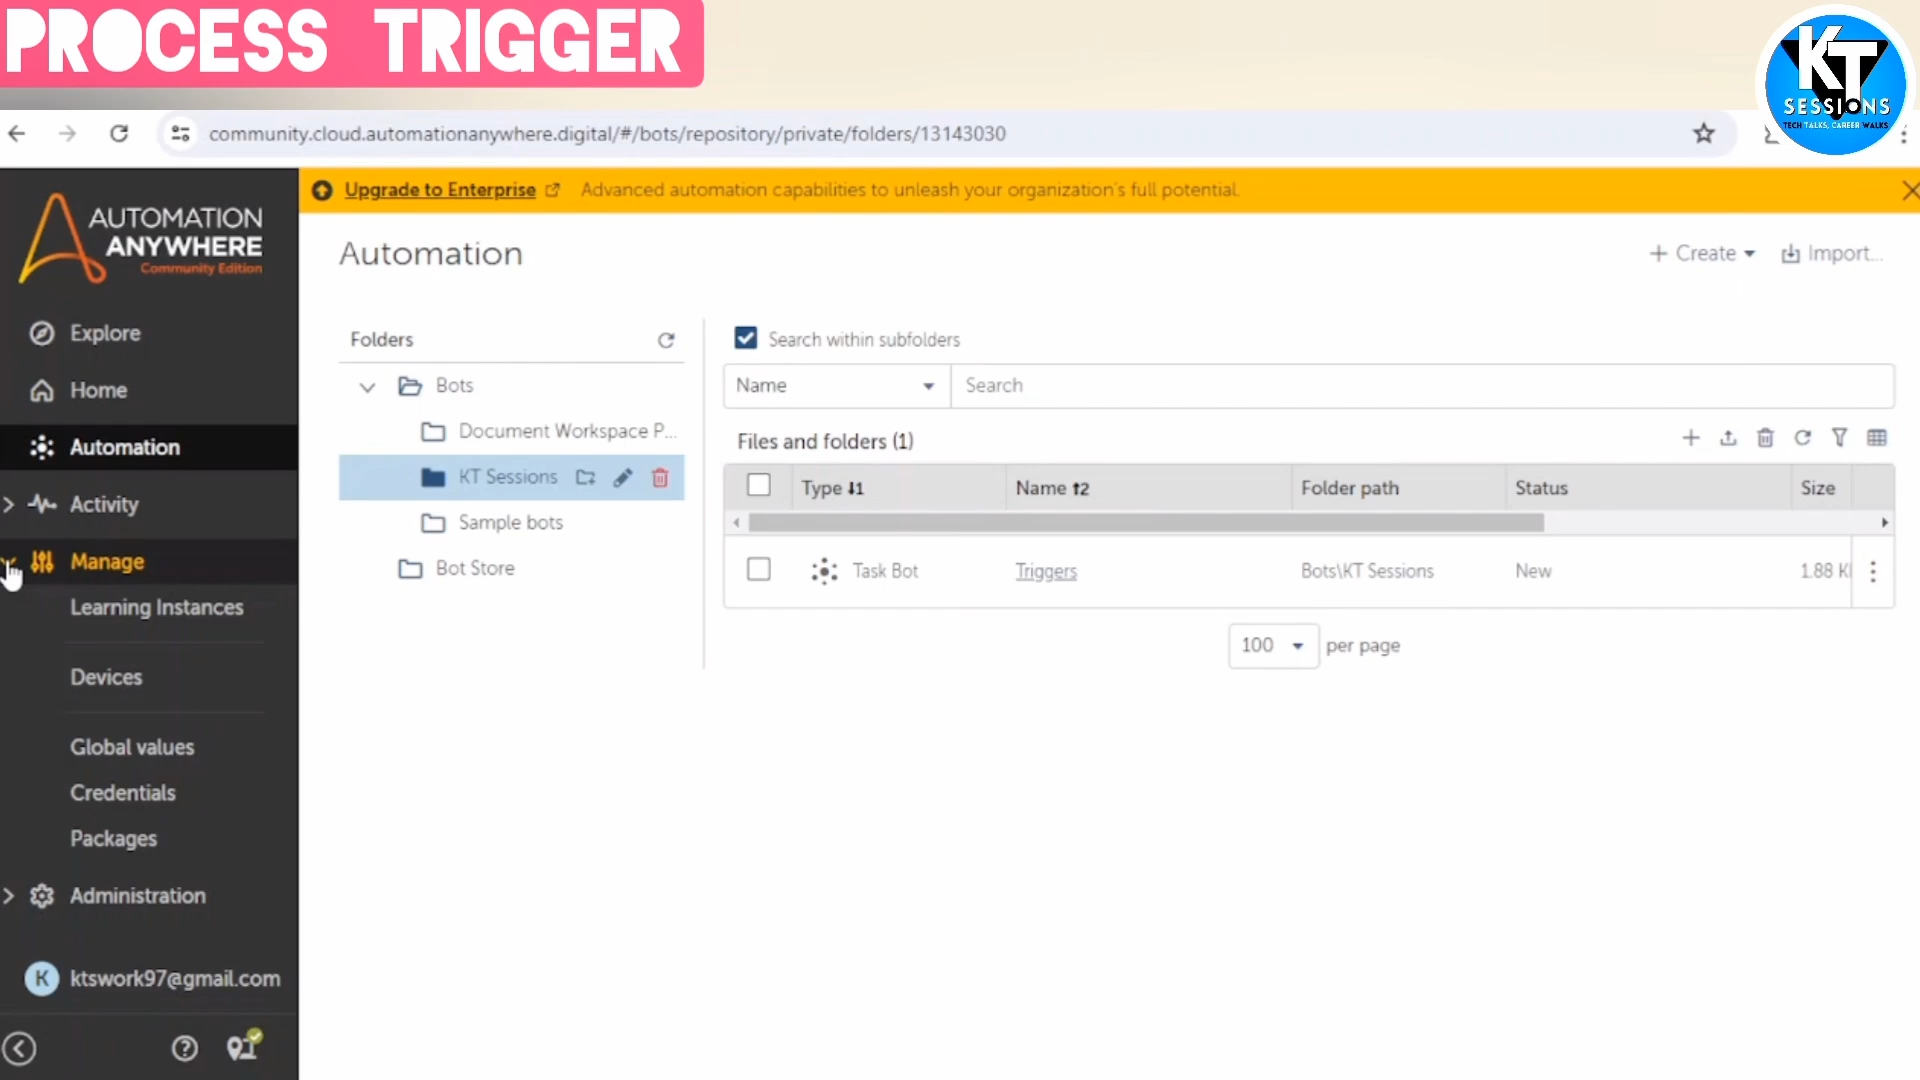 PROCESS TRIGGER
KT
SESSIONS
TECH TALKS, CAREER WALKS
community.cloud.automationanywhere.digital/#/bots/repository/private/folders/13143030
AUTOMATION
ANYWHERE
Community Edition
Upgrade to Enterprise Advanced automation capabilities to unleash your organization's full potential.
Automation
Create Import...
Explore
Home
Automation
Activity
Manage
Learning Instances
Devices
Global values
Credentials
Packages
Administration
K ktswork97@gmail.com
Folders
Bots
Document Workspace P...
KT Sessions
Sample bots
Bot Store
Search within subfolders
Name Search
Files and folders (1)
Type 1 Name 2 Folder path Status Size
Task Bot Triggers Bots\KT Sessions New 1.88
100 per page